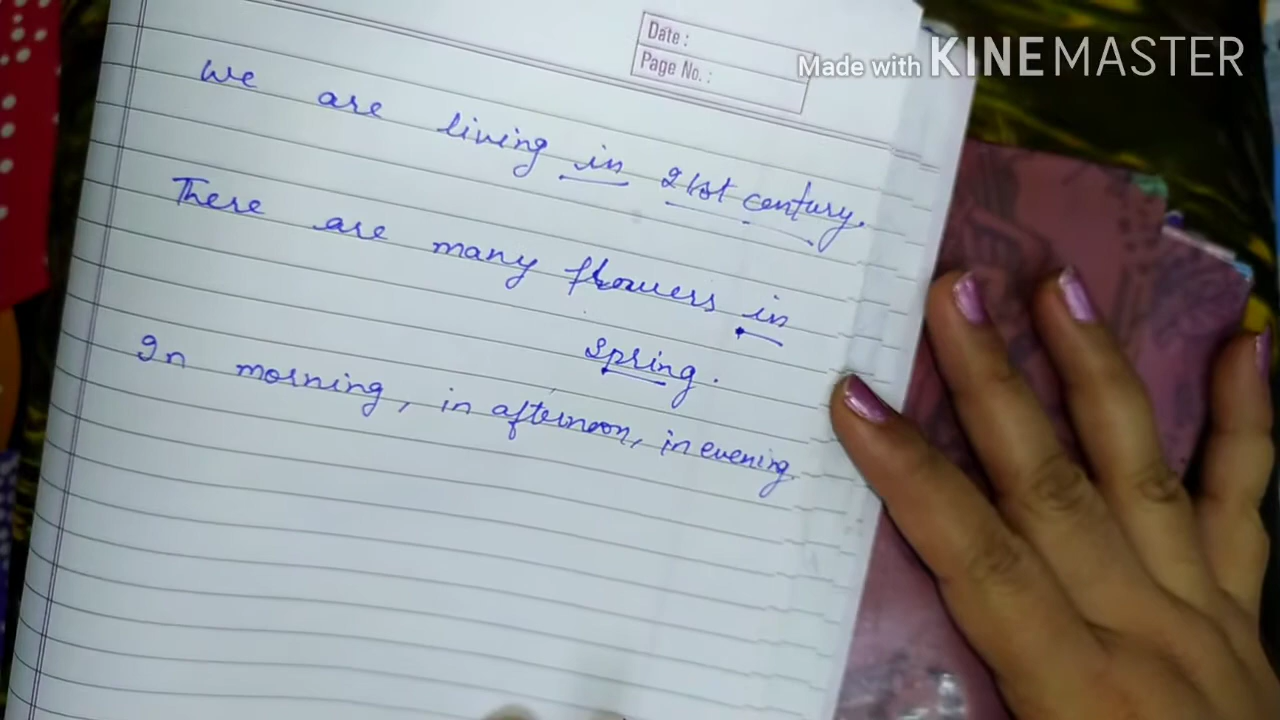 Date :
Page No. :
Made with KINEMASTER
We are living in 21st century.
There are many flowers in
spring.
In morning, in afternoon, in evening